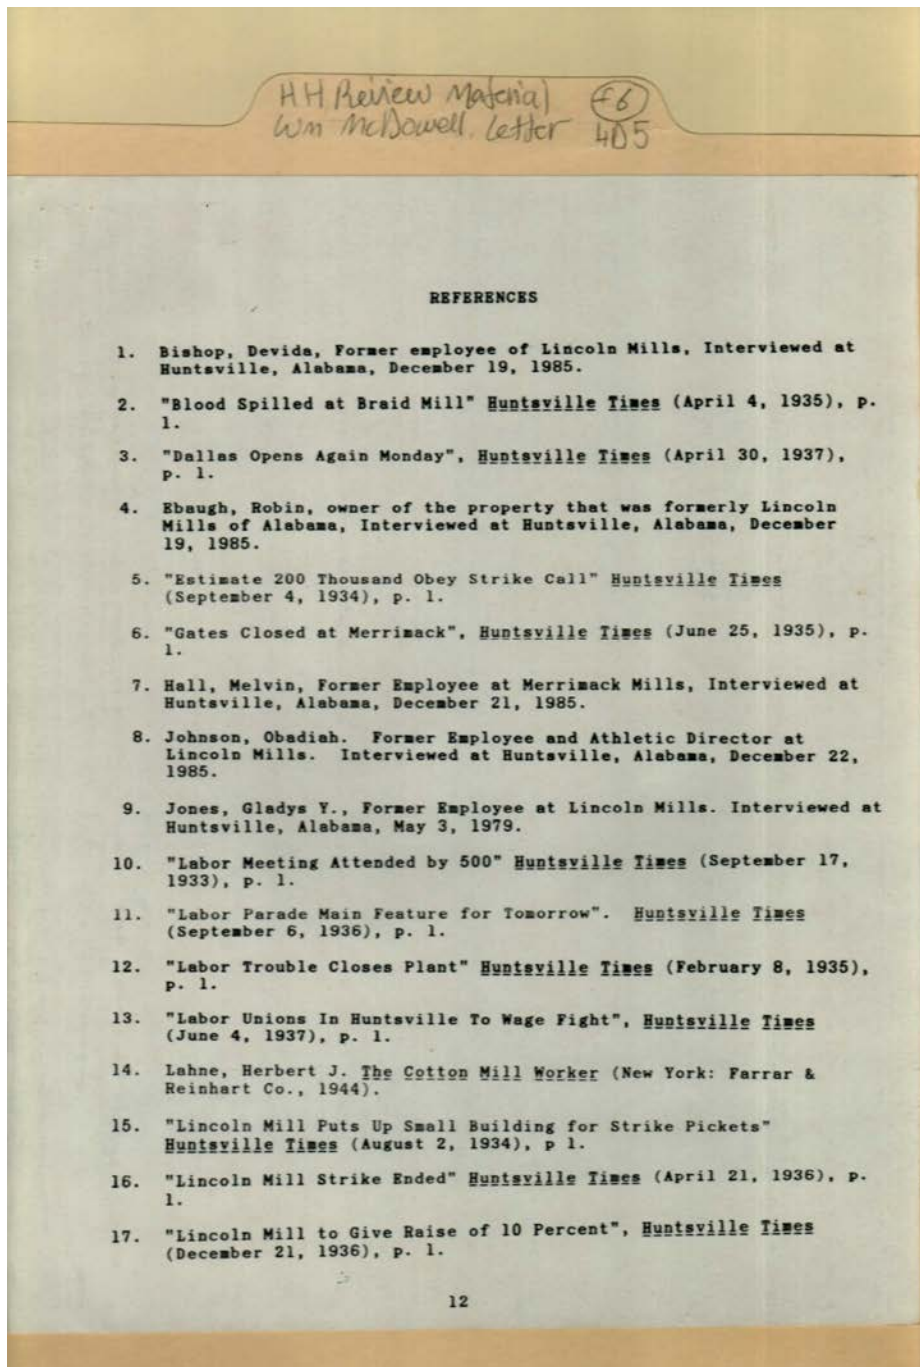 HH Review Material F6
Wm McDowell. Letter 4D5
REFERENCES
1. Bishop, Devida, Former employee of Lincoln Mills, Interviewed at
Huntsville, Alabama, December 19, 1985.
2. "Blood Spilled at Braid Mill" Huntsville Times (April 4, 1935), p.
1.
3. "Dallas Opens Again Monday", Huntsville Times (April 30, 1937),
p. 1.
4. Ebaugh, Robin, owner of the property that was formerly Lincoln
Mills of Alabama, Interviewed at Huntsville, Alabama, December
19, 1985.
5. "Estimate 200 Thousand Obey Strike Call" Huntsville Times
(September 4, 1934), p. 1.
6. "Gates Closed at Merrimack", Huntsville Times (June 25, 1935), p.
1.
7. Hall, Melvin, Former Employee at Merrimack Mills, Interviewed at
Huntsville, Alabama, December 21, 1985.
8. Johnson, Obadiah. Former Employee and Athletic Director at
Lincoln Mills. Interviewed at Huntsville, Alabama, December 22,
1985.
9. Jones, Gladys Y., Former Employee at Lincoln Mills. Interviewed at
Huntsville, Alabama, May 3, 1979.
10. "Labor Meeting Attended by 500" Huntsville Times (September 17,
1933), p. 1.
11. "Labor Parade Main Feature for Tomorrow". Huntsville Times
(September 6, 1936), p. 1.
12. "Labor Trouble Closes Plant" Huntsville Times (February 8, 1935),
p. 1.
13. "Labor Unions In Huntsville To Wage Fight", Huntsville Times
(June 4, 1937), p. 1.
14. Lahne, Herbert J. The Cotton Mill Worker (New York: Farrar &
Reinhart Co., 1944).
15. "Lincoln Mill Puts Up Small Building for Strike Pickets"
Huntsville Times (August 2, 1934), p 1.
16. "Lincoln Mill Strike Ended" Huntsville Times (April 21, 1936), p.
1.
17. "Lincoln Mill to Give Raise of 10 Percent", Huntsville Times
(December 21, 1936), p. 1.
12